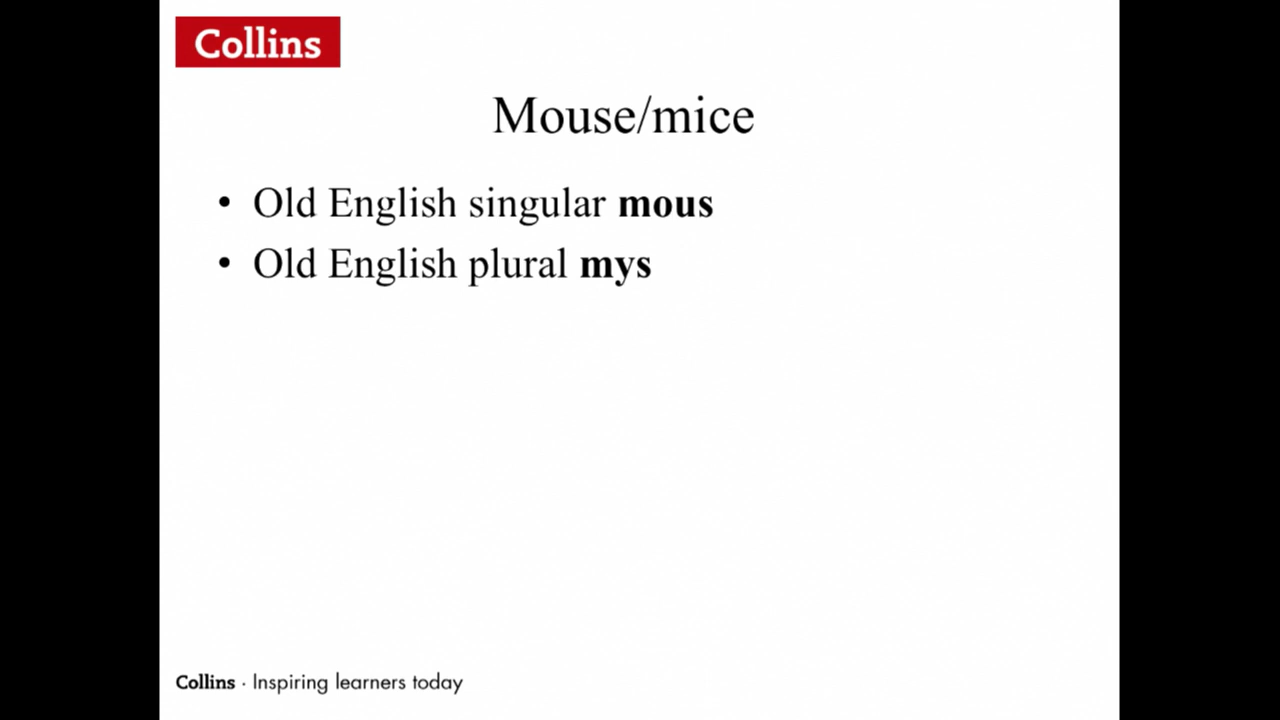 Collins
Mouse/mice
• Old English singular mous
• Old English plural mys
Collins · Inspiring learners today